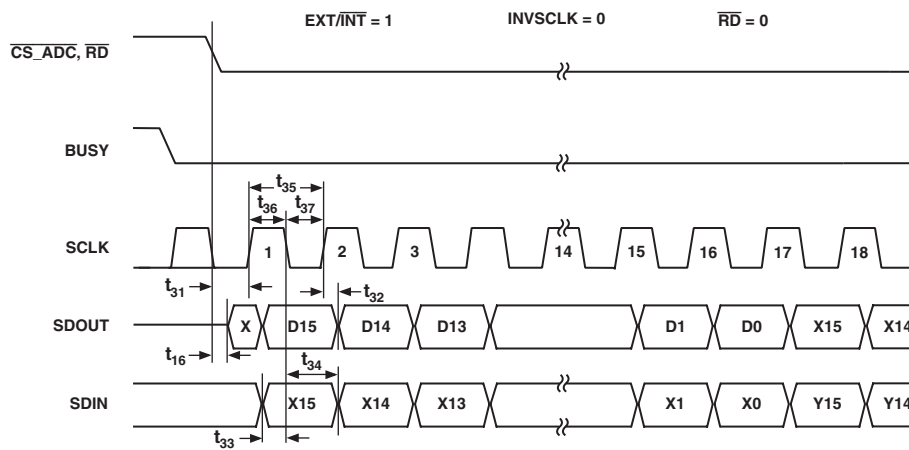 EXT/INT = 1 INVSCLK = 0 RD = 0
CS_ADC, RD
BUSY
t35
t36 t37
SCLK 1 2 3 14 15 16 17 18
t31 t32
SDOUT X D15 D14 D13 D1 D0 X15 X14
t16 t34
SDIN X15 X14 X13 X1 X0 Y15 Y14
t33